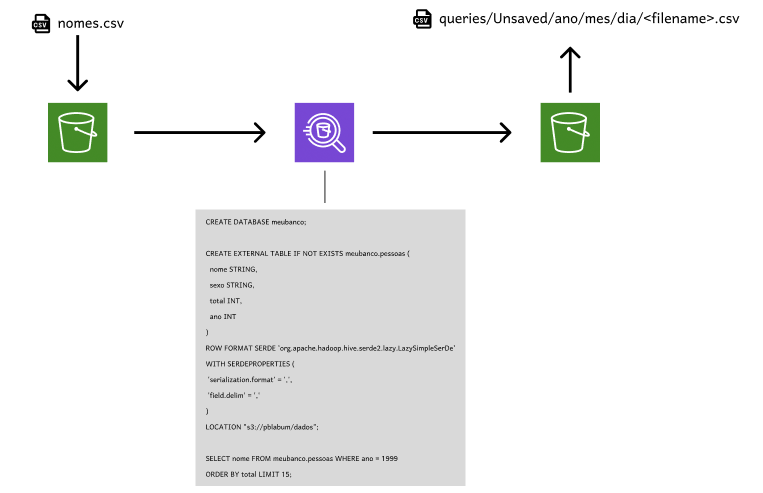 nomes.csv
queries/Unsaved/ano/mes/dia/<filename>.csv
CSV
CSV
CREATE DATABASE meubanco;
CREATE EXTERNAL TABLE IF NOT EXISTS meubanco.pessoas (
nome STRING,
sexo STRING,
total INT,
ano INT
)
ROW FORMAT SERDE 'org.apache.hadoop.hive.serde2.lazy.LazySimpleSerDe'
WITH SERDEPROPERTIES (
'serialization.format' = ',',
'field.delim' = ','
)
LOCATION "s3://pblabum/dados";
SELECT nome FROM meubanco.pessoas WHERE ano = 1999
ORDER BY total LIMIT 15;